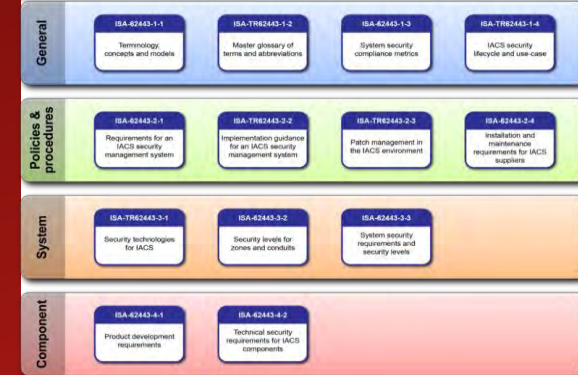 General
ISA-62443-1-1
Terminology,
concepts and models
ISA-TR62443-1-2
Master glossary of
terms and abbreviations
ISA-62443-1-3
System security
compliance metrics
ISA-TR62443-1-4
IACS security
lifecycle and use-case
Policies &
procedures
ISA-62443-2-1
Requirements for an
IACS security
management system
ISA-TR62443-2-2
Implementation guidance
for an IACS security
management system
ISA-TR62443-2-3
Patch management in
the IACS environment
ISA-62443-2-4
Installation and
maintenance
requirements for IACS
suppliers
System
ISA-TR62443-3-1
Security technologies
for IACS
ISA-62443-3-2
Security levels for
zones and conduits
ISA-62443-3-3
System security
requirements and
security levels
Component
ISA-62443-4-1
Product development
requirements
ISA-62443-4-2
Technical security
requirements for IACS
components